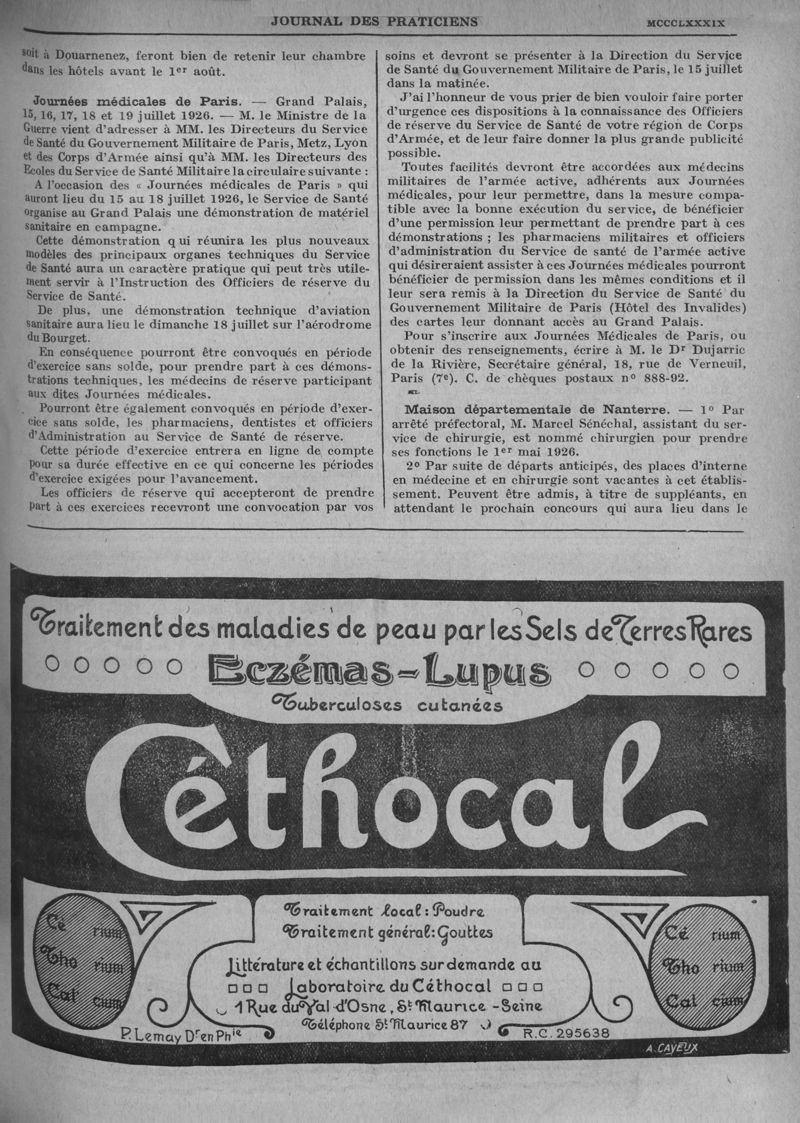 JOURNAL DES PRATICIENS
MCCCLXXXIX
soit à Douarnenez, feront bien de retenir leur chambre
dans les hôtels avant le 1er août.
Journées médicales de Paris. — Grand Palais,
15, 16, 17, 18 et 19 juillet 1926. — M. le Ministre de la
Guerre vient d'adresser à MM. les Directeurs du Service
de Santé du Gouvernement Militaire de Paris, Metz, Lyon
et des Corps d'Armée ainsi qu'à MM. les Directeurs des
Ecoles du Service de Santé Militaire la circulaire suivante :
A l'occasion des « Journées médicales de Paris » qui
auront lieu du 15 au 18 juillet 1926, le Service de Santé
organise au Grand Palais une démonstration de matériel
sanitaire en campagne.
Cette démonstration qui réunira les plus nouveaux
modèles des principaux organes techniques du Service
de Santé aura un caractère pratique qui peut très utile-
ment servir à l'Instruction des Officiers de réserve du
Service de Santé.
De plus, une démonstration technique d'aviation
sanitaire aura lieu le dimanche 18 juillet sur l'aérodrome
du Bourget.
En conséquence pourront être convoqués en période
d'exercice sans solde, pour prendre part à ces démons-
trations techniques, les médecins de réserve participant
aux dites Journées médicales.
Pourront être également convoqués en période d'exer-
cice sans solde, les pharmaciens, dentistes et officiers
d'Administration au Service de Santé de réserve.
Cette période d'exercice entrera en ligne de compte
pour sa durée effective en ce qui concerne les périodes
d'exercice exigées pour l'avancement.
Les officiers de réserve qui accepteront de prendre
part à ces exercices recevront une convocation par vos
soins et devront se présenter à la Direction du Service
de Santé du Gouvernement Militaire de Paris, le 15 juillet
dans la matinée.
J'ai l'honneur de vous prier de bien vouloir faire porter
d'urgence ces dispositions à la connaissance des Officiers
de réserve du Service de Santé de votre région de Corps
d'Armée, et de leur faire donner la plus grande publicité
possible.
Toutes facilités devront être accordées aux médecins
militaires de l'armée active, adhérents aux Journées
médicales, pour leur permettre, dans la mesure compa-
tible avec la bonne exécution du service, de bénéficier
d'une permission leur permettant de prendre part à ces
démonstrations ; les pharmaciens militaires et officiers
d'administration du Service de santé de l'armée active
qui désireraient assister à ces Journées médicales pourront
bénéficier de permission dans les mêmes conditions et il
leur sera remis à la Direction du Service de Santé du
Gouvernement Militaire de Paris (Hôtel des Invalides)
des cartes leur donnant accès au Grand Palais.
Pour s'inscrire aux Journées Médicales de Paris, ou
obtenir des renseignements, écrire à M. le Dr Dujarric
de la Rivière, Secrétaire général, 18, rue de Verneuil,
Paris (7e). C. de chèques postaux no 888-92.
Maison départementale de Nanterre. — 1o Par
arrêté préfectoral, M. Marcel Sénéchal, assistant du ser-
vice de chirurgie, est nommé chirurgien pour prendre
ses fonctions le 1er mai 1926.
2o Par suite de départs anticipés, des places d'interne
en médecine et en chirurgie sont vacantes à cet établis-
sement. Peuvent être admis, à titre de suppléants, en
attendant le prochain concours qui aura lieu dans le
Traitement des maladies de peau par les Sels de Terres Rares
Eczémas - Lupus
Tuberculoses cutanées
Céthocal
Traitement local : Poudre
Traitement général : Gouttes
Littérature et échantillons sur demande au
Laboratoire du Céthocal
1 Rue du Val-d'Osne, St Maurice - Seine
Téléphone St Maurice 87
Cé rium
Tho rium
Cal cium
Cé rium
Tho rium
Cal cium
P. Lemay Dr en Phie
R.C. 295638
A. CAYEUX